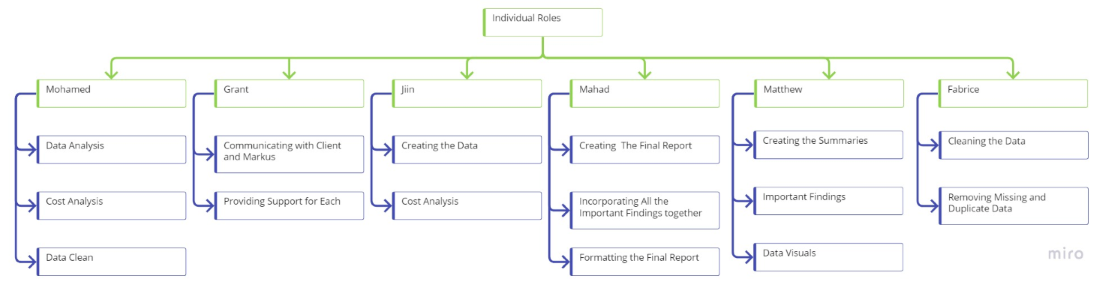 Individual Roles
Mohamed
Data Analysis
Cost Analysis
Data Clean
Grant
Communicating with Client
and Markus
Providing Support for Each
Jiin
Creating the Data
Cost Analysis
Mahad
Creating The Final Report
Incorporating All the
Important Findings together
Formatting the Final Report
Matthew
Creating the Summaries
Important Findings
Data Visuals
Fabrice
Cleaning the Data
Removing Missing and
Duplicate Data
miro